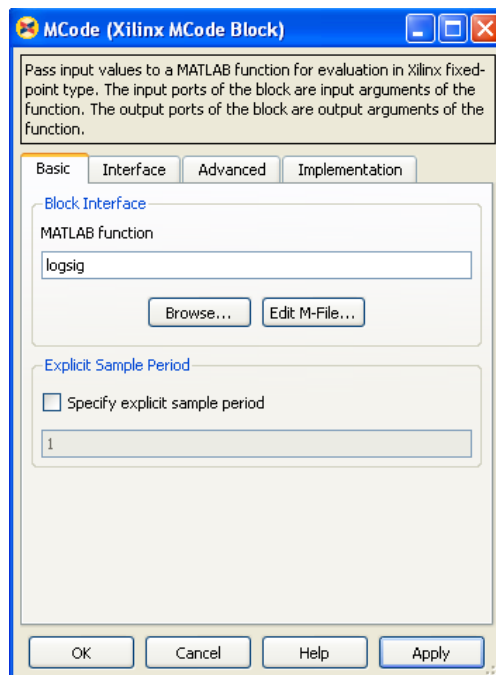 MCode (Xilinx MCode Block)
Pass input values to a MATLAB function for evaluation in Xilinx fixed-
point type. The input ports of the block are input arguments of the
function. The output ports of the block are output arguments of the
function.
Basic Interface Advanced Implementation
Block Interface
MATLAB function
logsig
Browse... Edit M-File...
Explicit Sample Period
Specify explicit sample period
1
OK Cancel Help Apply